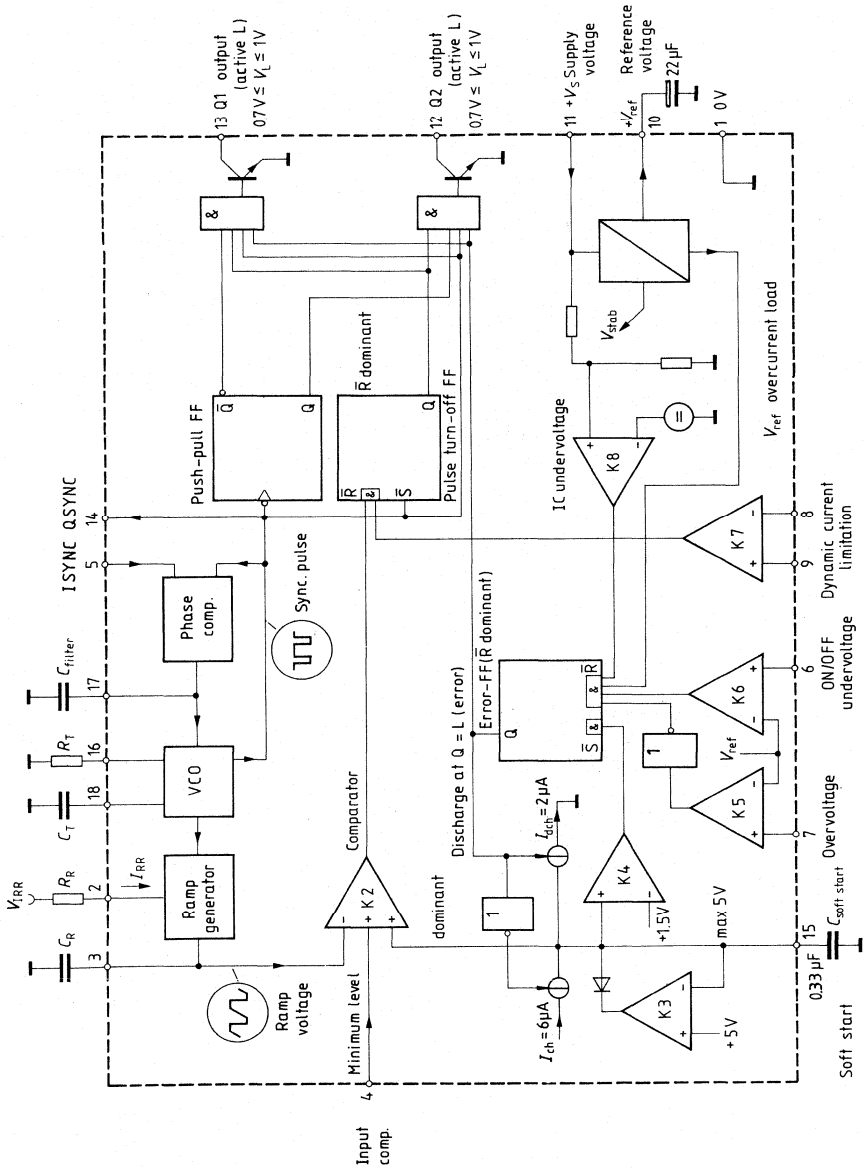 V_IRR
R_R
I_RR
C_R
3
2
C_T
18
R_T
16
C_filter
17
5
14
I SYNC Q SYNC
Ramp generator
VCO
Phase comp.
Ramp voltage
Sync. pulse
Push-pull FF
Q̅
Q
R̅ dominant
Pulse turn-off FF
R̅
&
S̅
Q
&
&
13 Q1 output
(active L)
0.7V ≤ V_L ≤ 1V
12 Q2 output
(active L)
0.7V ≤ V_L ≤ 1V
Input comp.
4
Minimum level
Comparator
K2
-
+
+
dominant
Discharge at Q = L (error)
Error-FF (R̅ dominant)
Q
S̅
&
&
R̅
I_ch = 6µA
1
I_dch = 2µA
K3
+
-
+5V
max 5V
K4
+
-
+1.5V
K5
+
-
1
V_ref
K6
-
+
K7
+
-
IC undervoltage
K8
+
-
=
V_stab
V_ref overcurrent load
11 +V_S Supply voltage
+V_ref
10
Reference voltage
22µF
1 0V
Soft start
0.33µF
15
C_soft start
7
Overvoltage
6
ON/OFF
undervoltage
9
8
Dynamic current
limitation